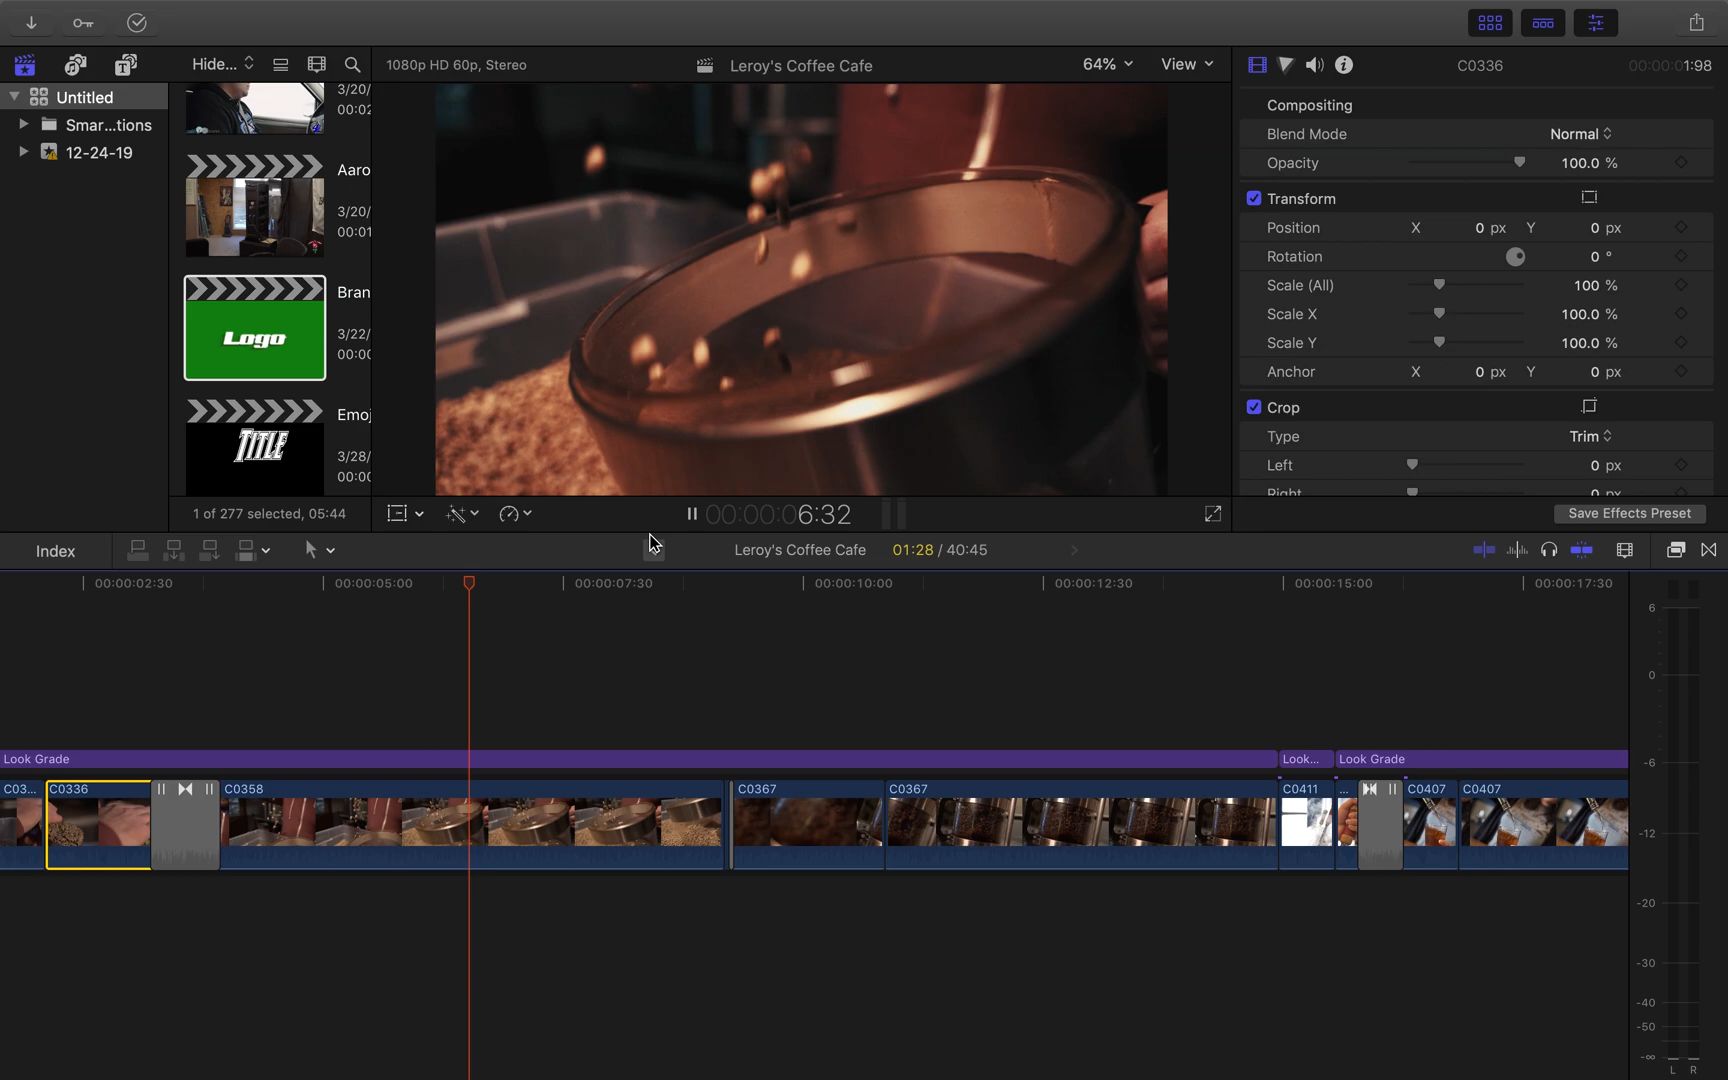 Hide...
1080p HD 60p, Stereo
Leroy's Coffee Cafe
64%
View
C0336
00:00:01:98
Untitled
Smar...tions
12-24-19
3/20/
00:02
Aaro
3/20/
00:01
Bran
Logo
3/22/
00:00
Emoj
TITLE
3/28/
00:00
1 of 277 selected, 05:44
00:00:06:32
Compositing
Blend Mode Normal
Opacity 100.0 %
Transform
Position X 0 px Y 0 px
Rotation 0 °
Scale (All) 100 %
Scale X 100.0 %
Scale Y 100.0 %
Anchor X 0 px Y 0 px
Crop
Type Trim
Left 0 px
Right 0 px
Save Effects Preset
Index
Leroy's Coffee Cafe
01:28 / 40:45
00:00:02:30
00:00:05:00
00:00:07:30
00:00:10:00
00:00:12:30
00:00:15:00
00:00:17:30
Look Grade
Look...
Look Grade
C03...
C0336
C0358
C0367
C0367
C0411
...
C0407
C0407
6
0
-6
-12
-20
-30
-40
-50
-∞
L R